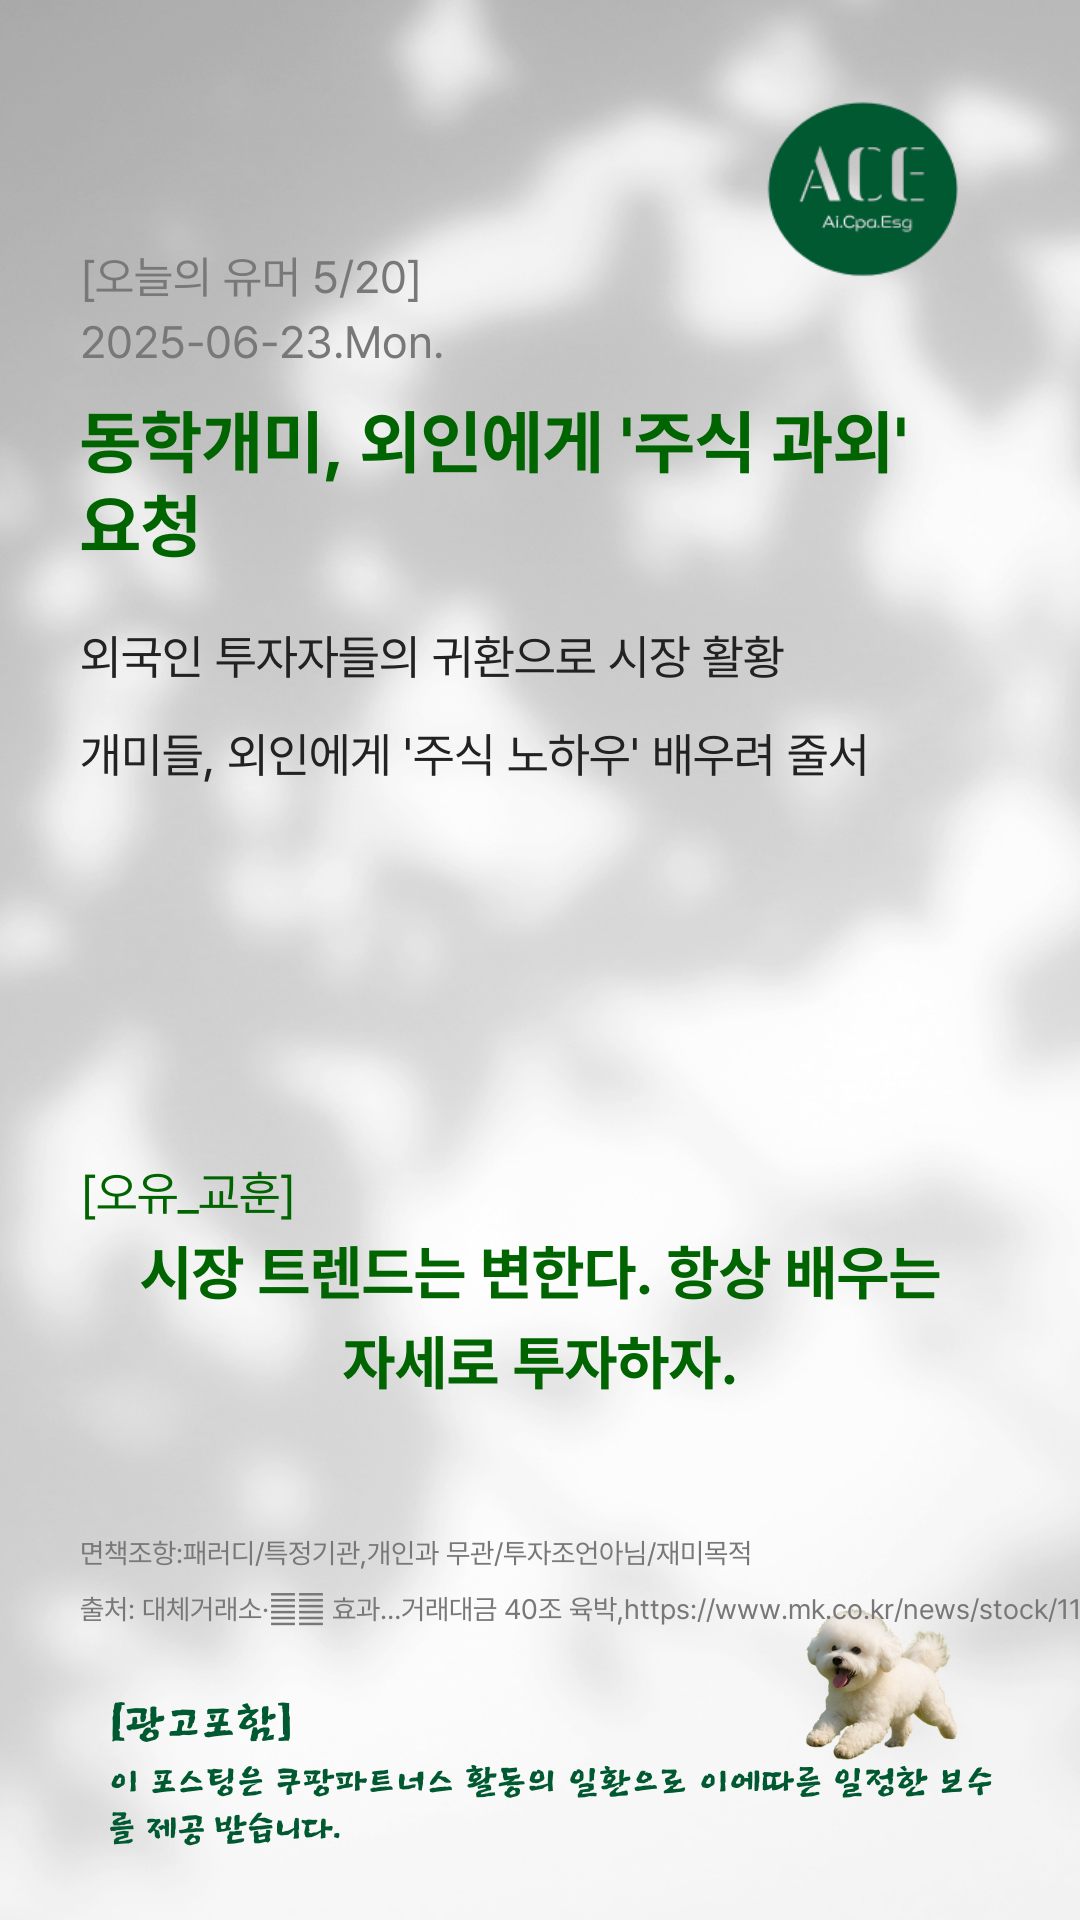 ACE
Ai.Cpa.Esg
[오늘의 유머 5/20]
2025-06-23.Mon.
동학개미, 외인에게 '주식 과외'
요청
외국인 투자자들의 귀환으로 시장 활황
개미들, 외인에게 '주식 노하우' 배우려 줄서
[오유_교훈]
시장 트렌드는 변한다. 항상 배우는
자세로 투자하자.
면책조항:패러디/특정기관,개인과 무관/투자조언아님/재미목적
출처: 대체거래소· 효과...거래대금 40조 육박,https://www.mk.co.kr/news/stock/11
[광고포함]
이 포스팅은 쿠팡파트너스 활동의 일환으로 이에따른 일정한 보수
를 제공 받습니다.